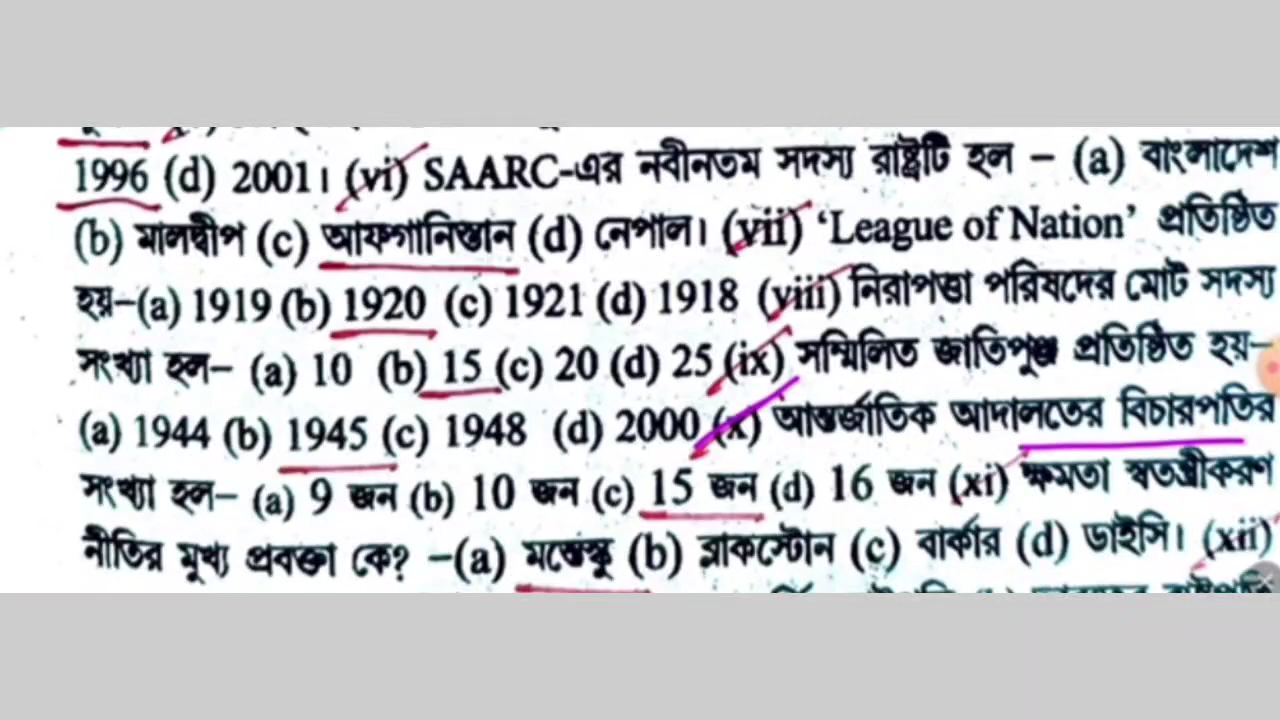 1996 (d) 2001। (vi) SAARC-এর নবীনতম সদস্য রাষ্ট্রটি হল – (a) বাংলাদেশ
(b) মালদ্বীপ (c) আফগানিস্তান (d) নেপাল। (vii) ‘League of Nation’ প্রতিষ্ঠিত
হয়–(a) 1919 (b) 1920 (c) 1921 (d) 1918 (viii) নিরাপত্তা পরিষদের মোট সদস্য
সংখ্যা হল– (a) 10 (b) 15 (c) 20 (d) 25 (ix) সম্মিলিত জাতিপুঞ্জ প্রতিষ্ঠিত হয়–
(a) 1944 (b) 1945 (c) 1948 (d) 2000 (x) আন্তর্জাতিক আদালতের বিচারপতির
সংখ্যা হল– (a) 9 জন (b) 10 জন (c) 15 জন (d) 16 জন (xi) ক্ষমতা স্বতন্ত্রীকরণ
নীতির মুখ্য প্রবক্তা কে? –(a) মন্তেস্কু (b) ব্লাকস্টোন (c) বার্কার (d) ডাইসি। (xii)